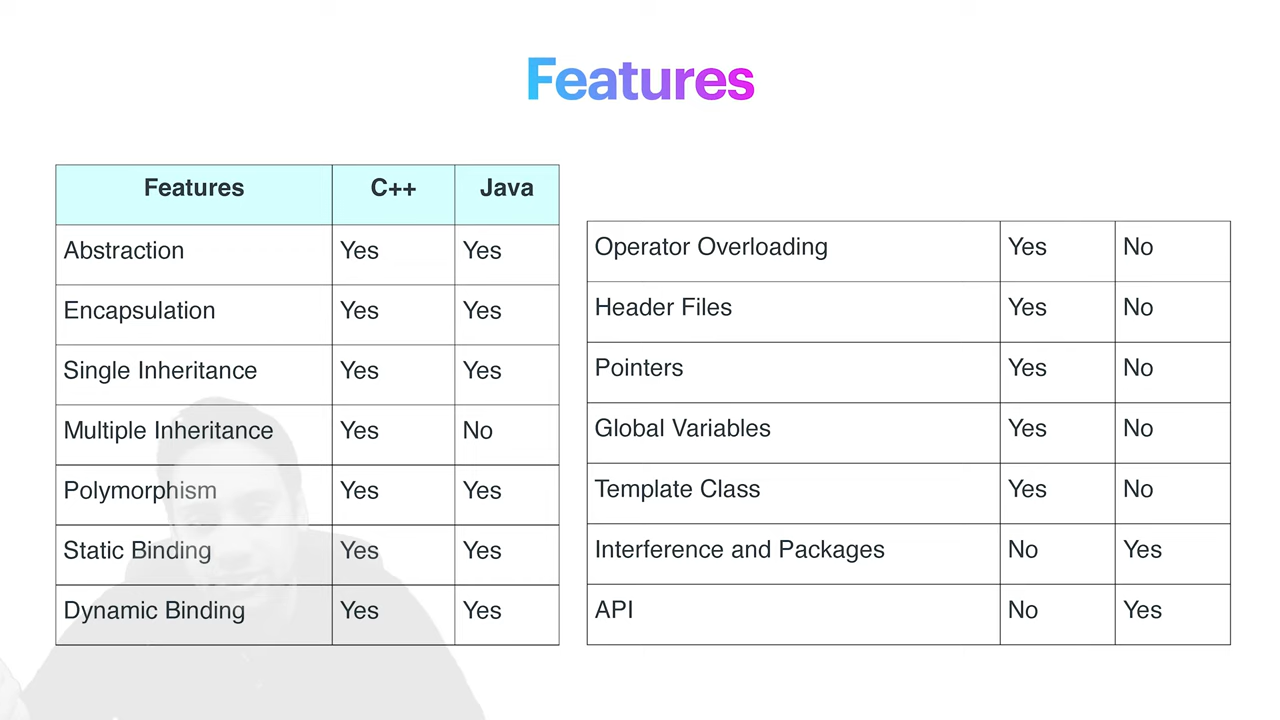 Features
Features C++ Java
Abstraction Yes Yes
Encapsulation Yes Yes
Single Inheritance Yes Yes
Multiple Inheritance Yes No
Polymorphism Yes Yes
Static Binding Yes Yes
Dynamic Binding Yes Yes
Operator Overloading Yes No
Header Files Yes No
Pointers Yes No
Global Variables Yes No
Template Class Yes No
Interference and Packages No Yes
API No Yes